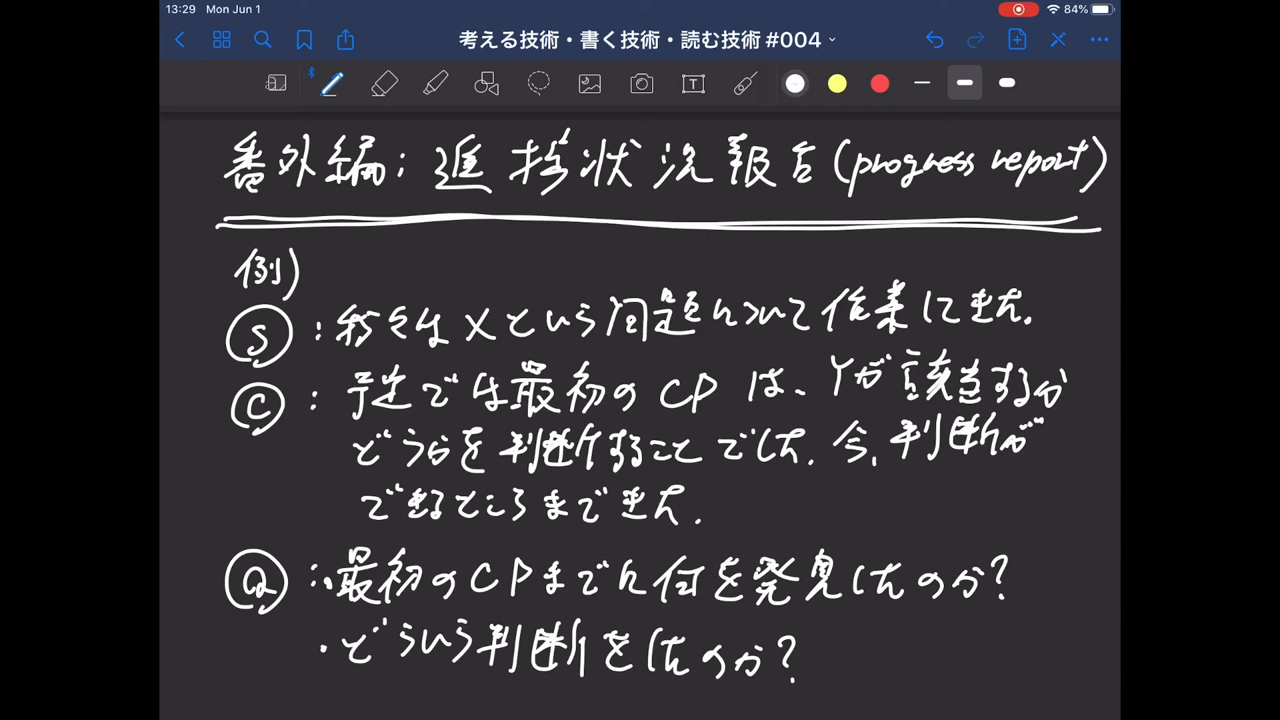 13:29 Mon Jun 1 84%
考える技術・書く技術・読む技術 #004
番外編: 進捗状況報告 (progress report)
例)
S : 我々は X という問題について作業してきた.
C : 予定では最初の CP は、Yが該当するか
どうかを判断することでした. 今, 判断が
できるところまできた.
Q : ・最初のCPまでに何を発見したのか?
・どういう判断をしたのか?